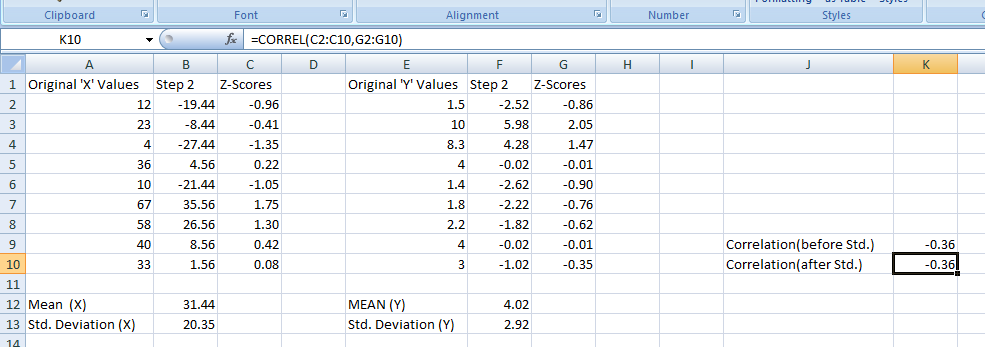 Formatting as Table Styles
Clipboard Font Alignment Number Styles
K10 fx =CORREL(C2:C10,G2:G10)
A B C D E F G H I J K
1 Original 'X' Values Step 2 Z-Scores Original 'Y' Values Step 2 Z-Scores
2 12 -19.44 -0.96 1.5 -2.52 -0.86
3 23 -8.44 -0.41 10 5.98 2.05
4 4 -27.44 -1.35 8.3 4.28 1.47
5 36 4.56 0.22 4 -0.02 -0.01
6 10 -21.44 -1.05 1.4 -2.62 -0.90
7 67 35.56 1.75 1.8 -2.22 -0.76
8 58 26.56 1.30 2.2 -1.82 -0.62
9 40 8.56 0.42 4 -0.02 -0.01 Correlation(before Std.) -0.36
10 33 1.56 0.08 3 -1.02 -0.35 Correlation(after Std.) -0.36
11
12 Mean (X) 31.44 MEAN (Y) 4.02
13 Std. Deviation (X) 20.35 Std. Deviation (Y) 2.92
14